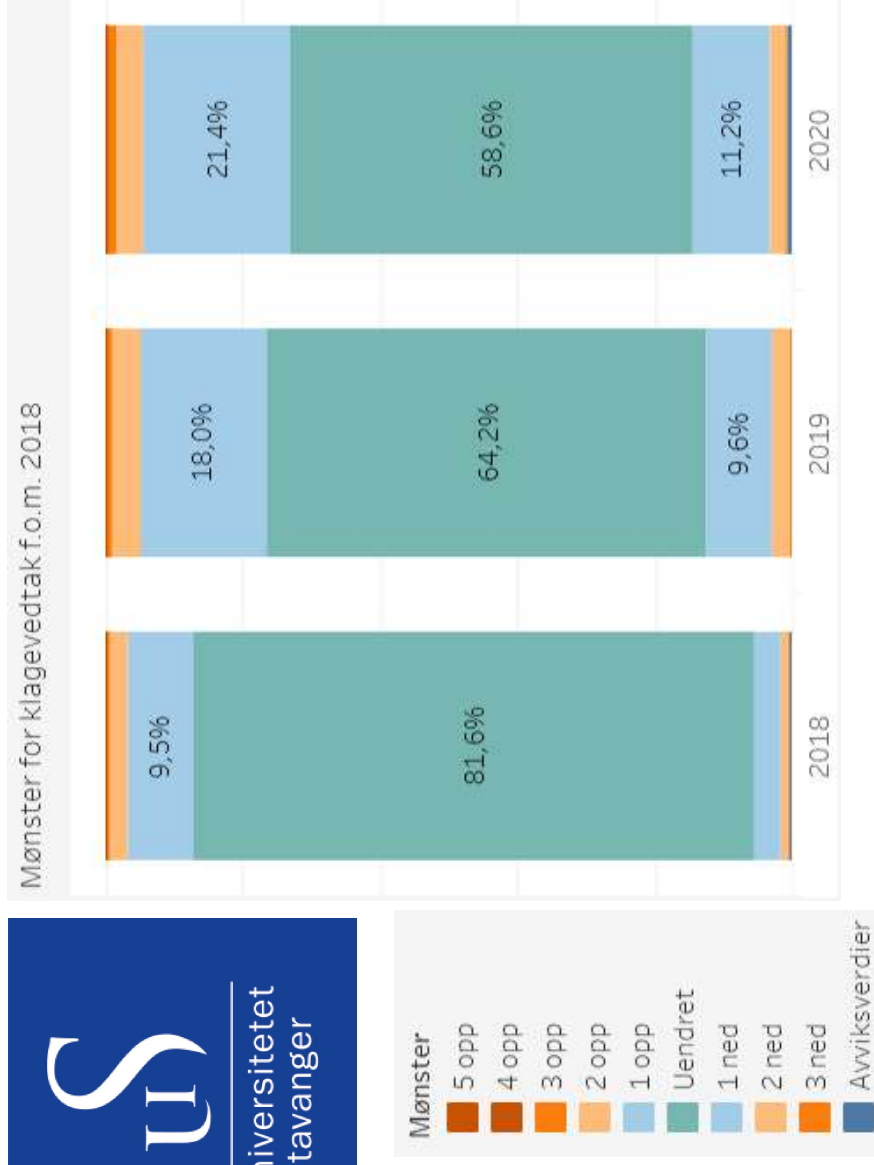 UiS
niversitetet
tavanger
Mønster for klagevedtak f.o.m. 2018
9,5%
81,6%
2018
18,0%
64,2%
9,6%
2019
21,4%
58,6%
11,2%
2020
Mønster
5 opp
4 opp
3 opp
2 opp
1 opp
Uendret
1 ned
2 ned
3 ned
Avviksverdier